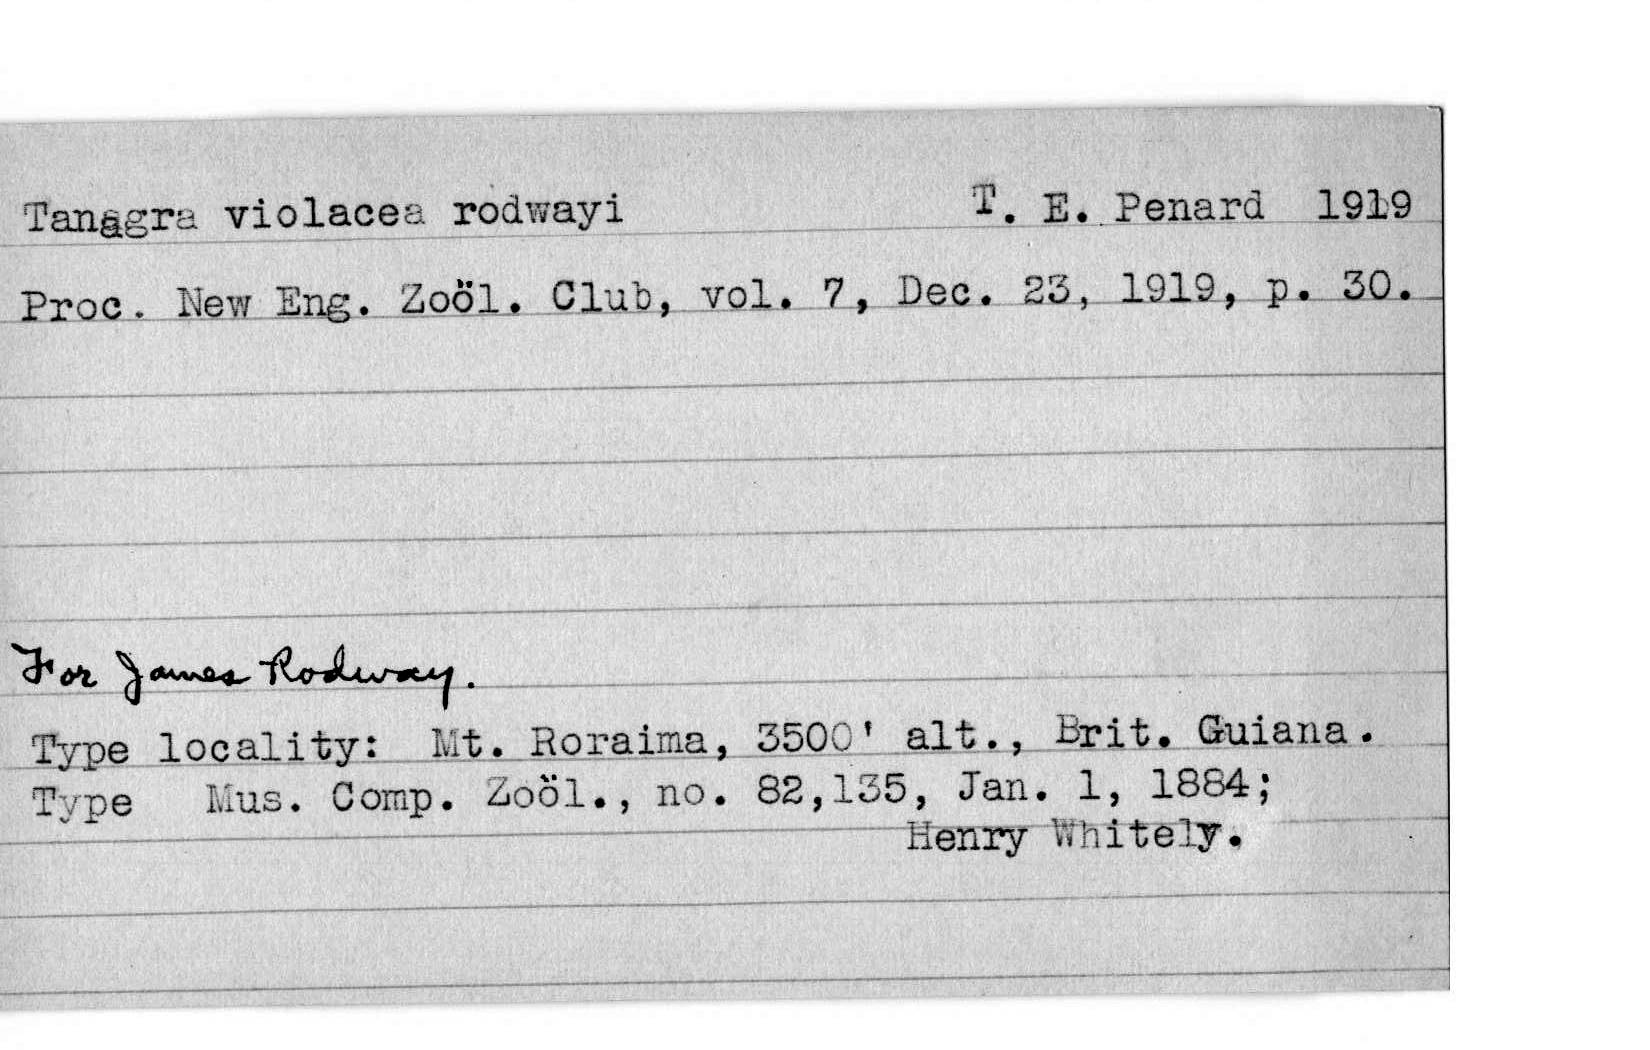 Tanagra violacea rodwayi T. E. Penard 1919
Proc. New Eng. Zoöl. Club, vol. 7, Dec. 23, 1919, p. 30.
For James Rodway.
Type locality: Mt. Roraima, 3500' alt., Brit. Guiana.
Type Mus. Comp. Zoöl., no. 82,135, Jan. 1, 1884;
Henry Whitely.